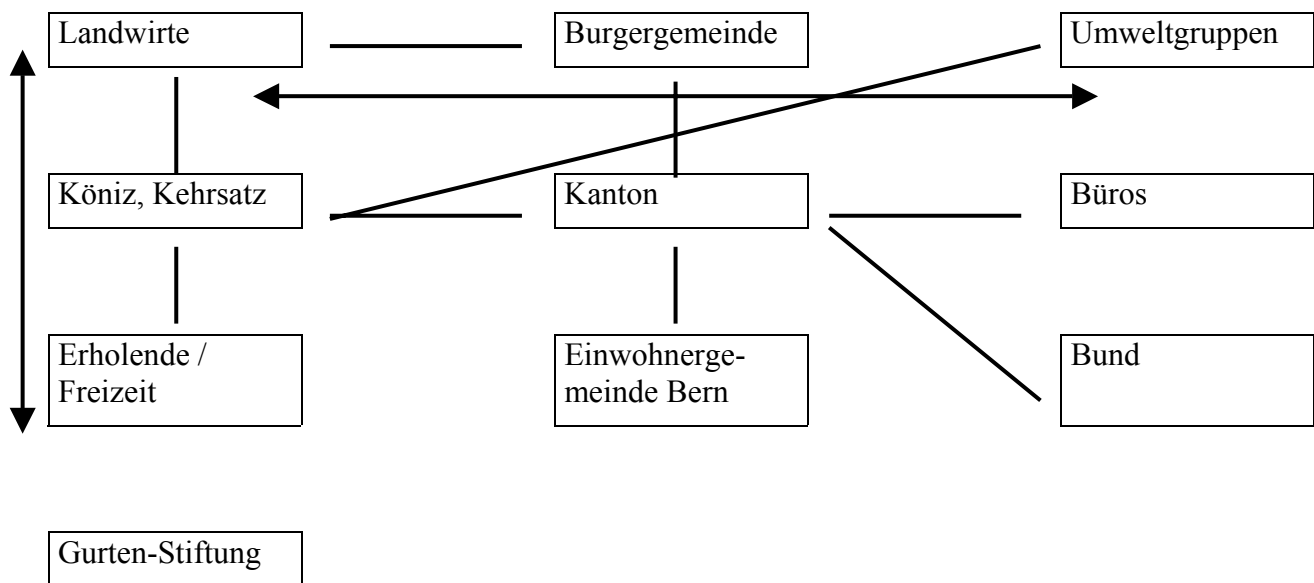 Landwirte
Burgergemeinde
Umweltgruppen
Köniz, Kehrsatz
Kanton
Büros
Erholende /
Freizeit
Einwohnerge-
meinde Bern
Bund
Gurten-Stiftung